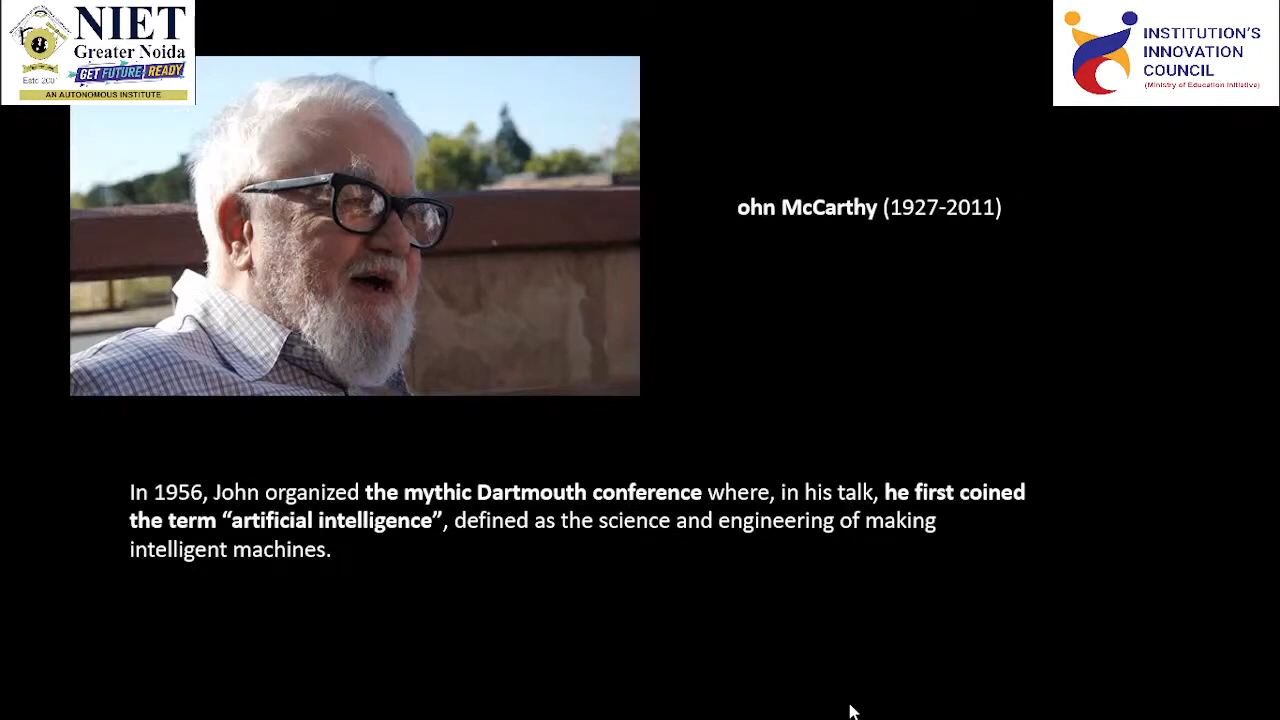 NIET
Greater Noida
GET FUTURE READY
AN AUTONOMOUS INSTITUTE.
INSTITUTION'S
INNOVATION
COUNCIL
(Ministry of Education Initiative)
ohn McCarthy (1927-2011)
In 1956, John organized the mythic Dartmouth conference where, in his talk, he first coined
the term “artificial intelligence”, defined as the science and engineering of making
intelligent machines.